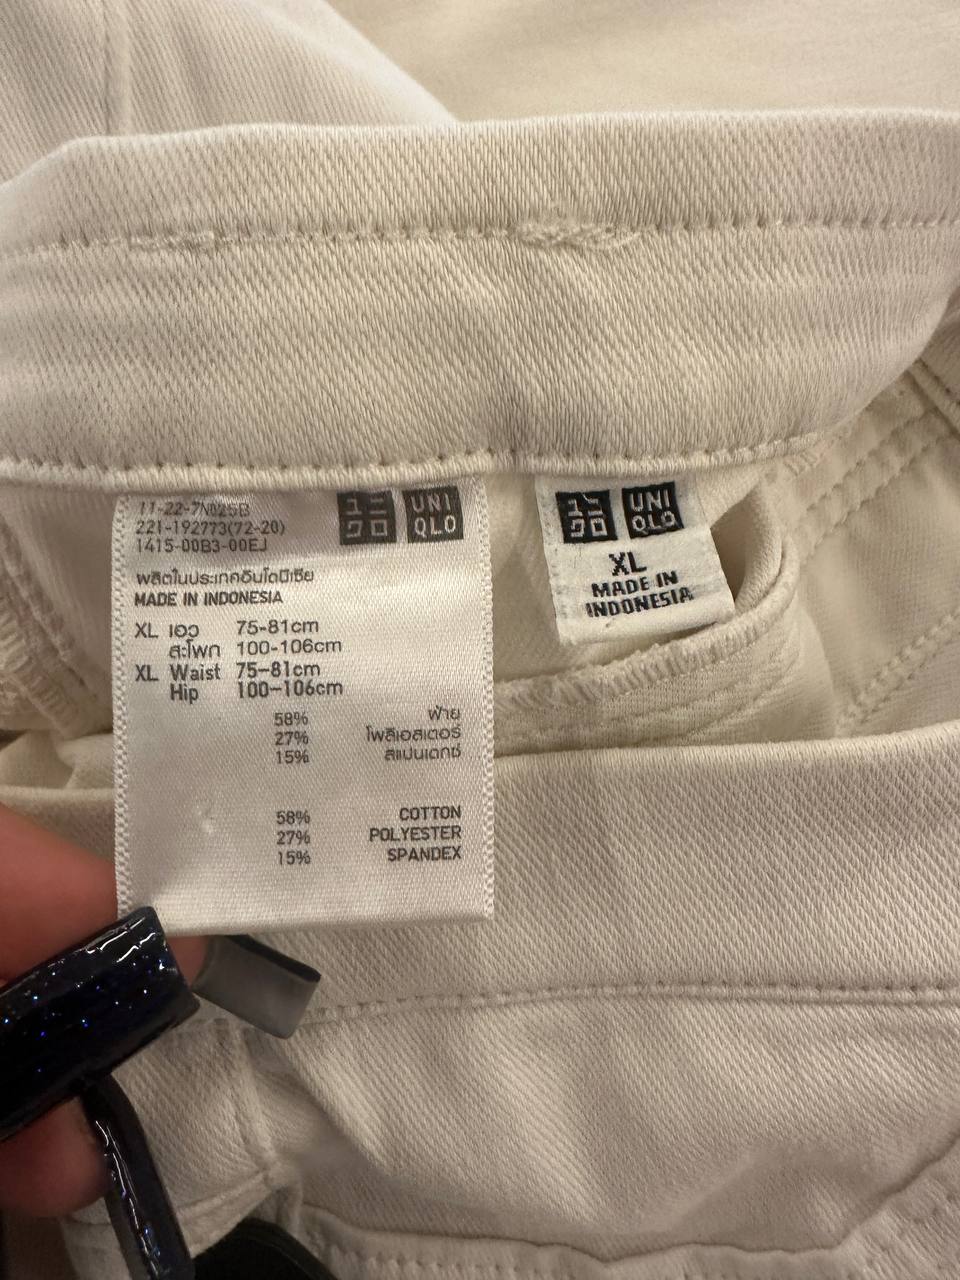 11-22-7N025B
221-192773(72-20)
1415-00B3-00EJ
ユニ
クロ
UNI
QLO
ผลิตในประเทศอินโดนีเซีย
MADE IN INDONESIA
XL เอว 75-81cm
สะโพก 100-106cm
XL Waist 75-81cm
Hip 100-106cm
58% ฝ้าย
27% โพลีเอสเตอร์
15% สแปนเดกซ์
58% COTTON
27% POLYESTER
15% SPANDEX
ユニ
クロ
UNI
QLO
XL
MADE IN
INDONESIA